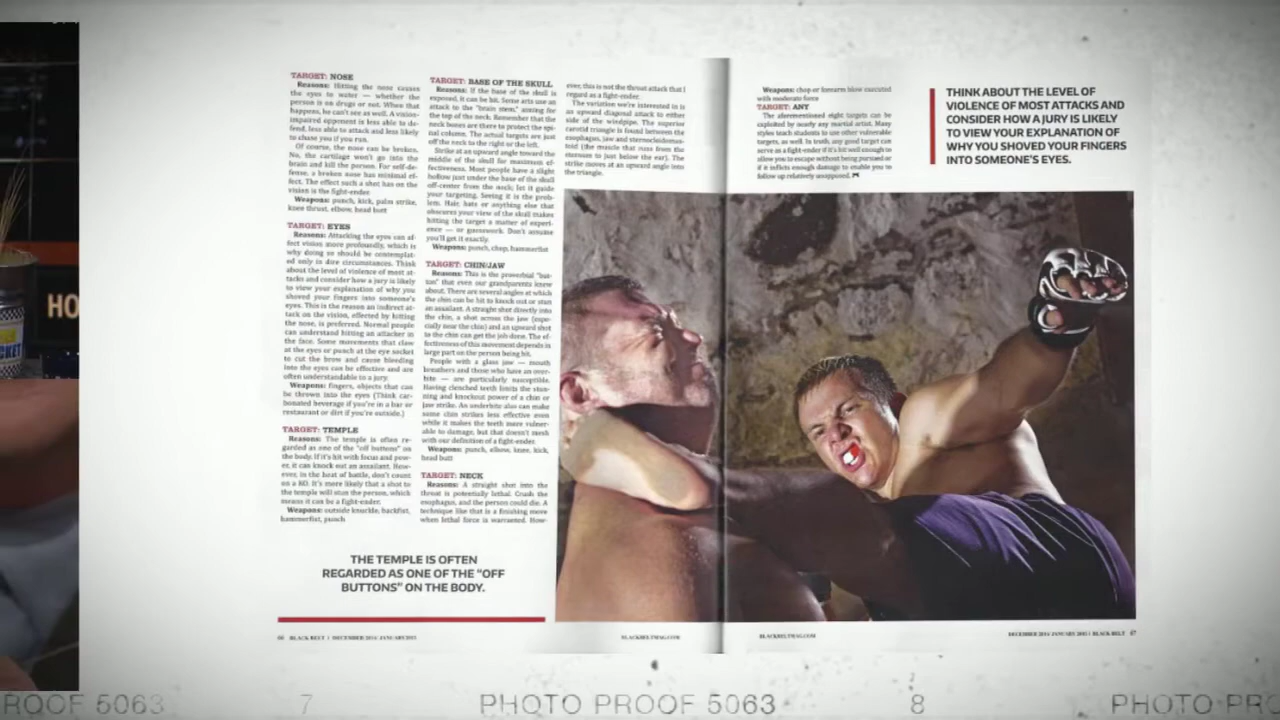 TARGET: NOSE
Reasons: Hitting the nose causes
the eyes to water — whether the
person is on drugs or not. When that
happens, he can't see as well. A vision-
impaired opponent is less able to de-
fend, less able to attack and less likely
to chase you if you run.
Of course, the nose can be broken.
No, the cartilage won't go into the
brain and kill the person. For self-de-
fense, a broken nose has minimal ef-
fect. The effect such a shot has on the
vision is the fight-ender.
Weapons: punch, kick, palm strike,
knee thrust, elbow, head butt
TARGET: EYES
Reasons: Attacking the eyes can af-
fect vision more profoundly, which is
why doing so should be contemplat-
ed only in dire circumstances. Think
about the level of violence of most at-
tacks and consider how a jury is likely
to view your explanation of why you
shoved your fingers into someone's
eyes. This is the reason an indirect at-
tack on the vision, effected by hitting
the nose, is preferred. Normal people
can understand hitting an attacker in
the face. Some movements that claw
at the eyes or punch at the eye socket
to cut the brow and cause bleeding
into the eyes can be effective and are
often understandable to a jury.
Weapons: fingers, objects that can
be thrown into the eyes (Think car-
bonated beverage if you're in a bar or
restaurant or dirt if you're outside.)
TARGET: TEMPLE
Reasons: The temple is often re-
garded as one of the "off buttons" on
the body. If it's hit with focus and pow-
er, it can knock out an assailant. How-
ever, in the heat of battle, don't count
on a KO. It's more likely that a shot to
the temple will stun the person, which
means it can be a fight-ender.
Weapons: outside knuckle, backfist,
hammerfist, punch
THE TEMPLE IS OFTEN
REGARDED AS ONE OF THE "OFF
BUTTONS" ON THE BODY.
TARGET: BASE OF THE SKULL
Reasons: If the base of the skull is
exposed, it can be hit. Some arts use an
attack to the "brain stem," aiming for
the top of the neck. Remember that the
neck bones are there to protect the spi-
nal column. The actual targets are just
off the neck to the right or the left.
Strike at an upward angle toward the
middle of the skull for maximum ef-
fectiveness. Most people have a slight
hollow just under the base of the skull
off-center from the neck; let it guide
your targeting. Seeing it is the prob-
lem. Hair, hats or anything else that
obscures your view of the skull makes
hitting the target a matter of experi-
ence — or guesswork. Don't assume
you'll get it exactly.
Weapons: punch, chop, hammerfist
TARGET: CHIN/JAW
Reasons: This is the proverbial "but-
ton" that even our grandparents knew
about. There are several angles at which
the chin can be hit to knock out or stun
an assailant. A straight shot directly into
the chin, a shot across the jaw (espe-
cially near the chin) and an upward shot
to the chin can get the job done. The ef-
fectiveness of this movement depends in
large part on the person being hit.
People with a glass jaw — mouth
breathers and those who have an over-
bite — are particularly susceptible.
Having clenched teeth limits the stun-
ning and knockout power of a chin or
jaw strike. An underbite also can make
some chin strikes less effective even
while it makes the teeth more vulner-
able to damage, but that doesn't mesh
with our definition of a fight-ender.
Weapons: punch, elbow, knee, kick,
head butt
TARGET: NECK
Reasons: A straight shot into the
throat is potentially lethal. Crush the
esophagus, and the person could die. A
technique like that is a finishing move
when lethal force is warranted. How-
ever, this is not the throat attack that I
regard as a fight-ender.
The variation we're interested in is
an upward diagonal attack to either
side of the windpipe. The superior
carotid triangle is found between the
esophagus, jaw and sternocleidomas-
toid (the muscle that runs from the
sternum to just below the ear). The
strike moves at an upward angle into
the triangle.
Weapons: chop or forearm blow executed
with moderate force
TARGET: ANY
The aforementioned eight targets can be
exploited by nearly any martial artist. Many
styles teach students to use other vulnerable
targets, as well. In truth, any good target can
serve as a fight-ender if it's hit well enough to
allow you to escape without being pursued or
if it inflicts enough damage to enable you to
follow up relatively unopposed.
THINK ABOUT THE LEVEL OF
VIOLENCE OF MOST ATTACKS AND
CONSIDER HOW A JURY IS LIKELY
TO VIEW YOUR EXPLANATION OF
WHY YOU SHOVED YOUR FINGERS
INTO SOMEONE'S EYES.
66 BLACK BELT | DECEMBER 2014/JANUARY 2015
BLACKBELTMAG.COM
BLACKBELTMAG.COM
DECEMBER 2014/JANUARY 2015 | BLACK BELT 67
HO
ROOF 5063 7 PHOTO PROOF 5063 8 PHOTO PRO